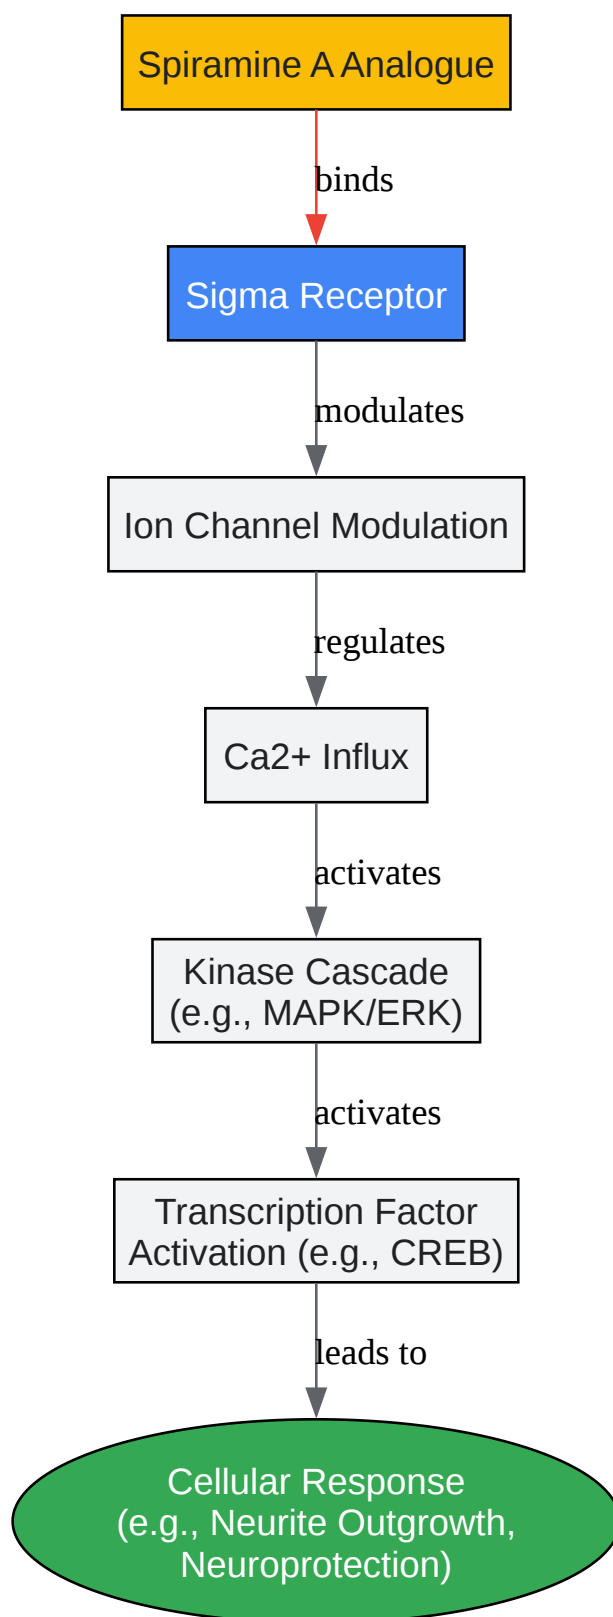 Spiramine A Analogue
binds
Sigma Receptor
modulates
Ion Channel Modulation
regulates
Ca2+ Influx
activates
Kinase Cascade
(e.g., MAPK/ERK)
activates
Transcription Factor
Activation (e.g., CREB)
leads to
Cellular Response
(e.g., Neurite Outgrowth,
Neuroprotection)